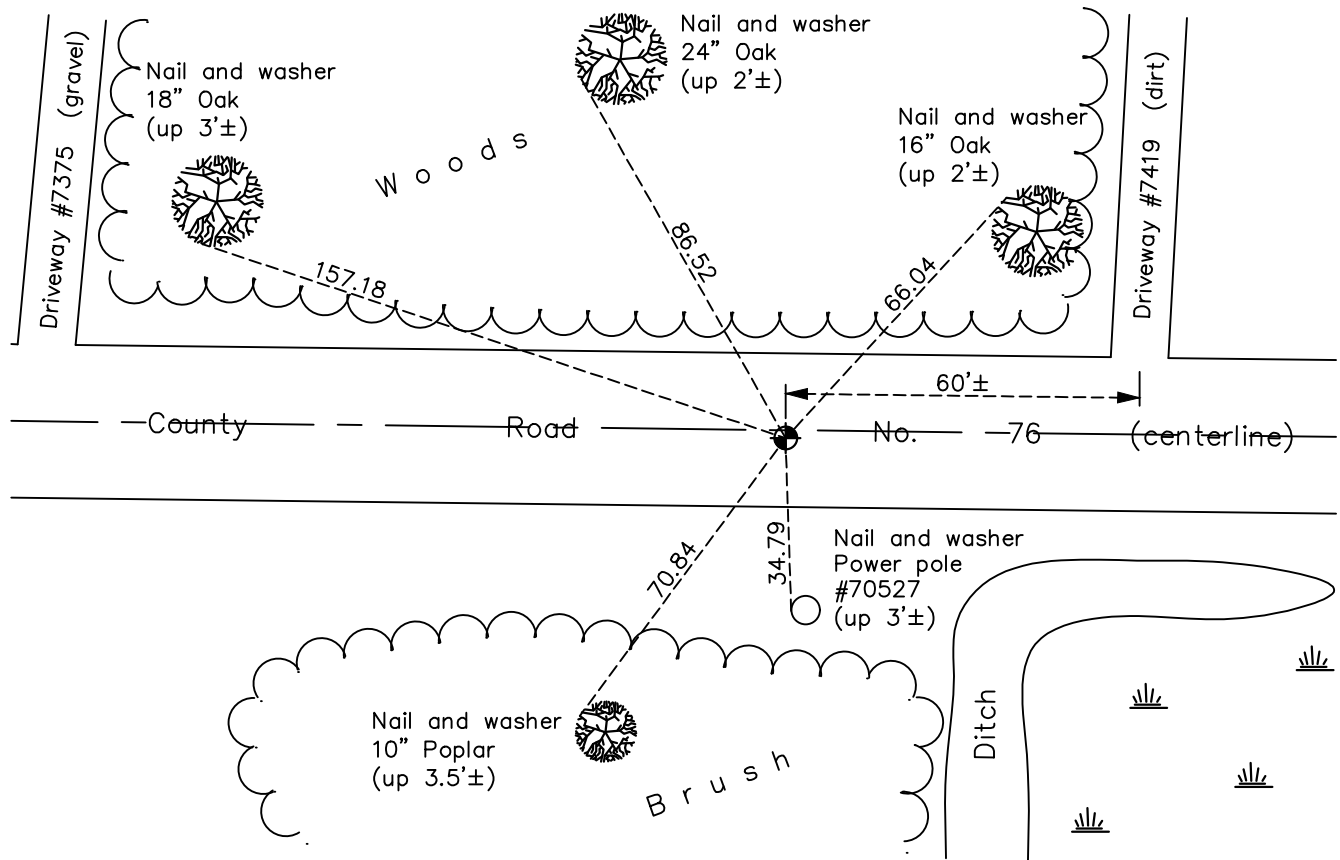 Nail and washer
24” Oak
(up 2’±)
Nail and washer
18” Oak
(up 3’±)
Driveway #7375 (gravel)
Woods
Nail and washer
16” Oak
(up 2’±)
Driveway #7419 (dirt)
157.18
86.52
66.04
60’±
County Road No. 76 (centerline)
70.84
34.79
Nail and washer
Power pole
#70527
(up 3’±)
Nail and washer
10” Poplar
(up 3.5’±)
Brush
Ditch